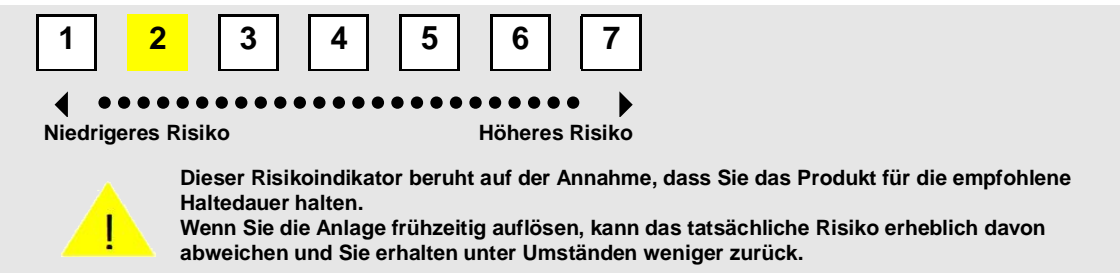 1 2 3 4 5 6 7
Niedrigeres Risiko Höheres Risiko
Dieser Risikoindikator beruht auf der Annahme, dass Sie das Produkt für die empfohlene
Haltedauer halten.
Wenn Sie die Anlage frühzeitig auflösen, kann das tatsächliche Risiko erheblich davon
abweichen und Sie erhalten unter Umständen weniger zurück.
!